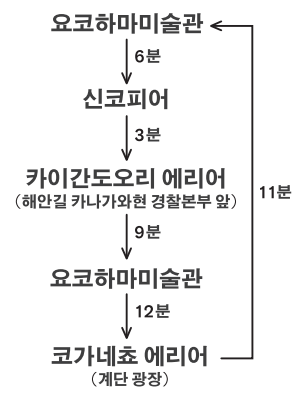 요코하마미술관
6분
신코피어
3분
카이간도오리 에리어
(해안길 카나가와현 경찰본부 앞)
11분
9분
요코하마미술관
12분
코가네쵸 에리어
(계단 광장)